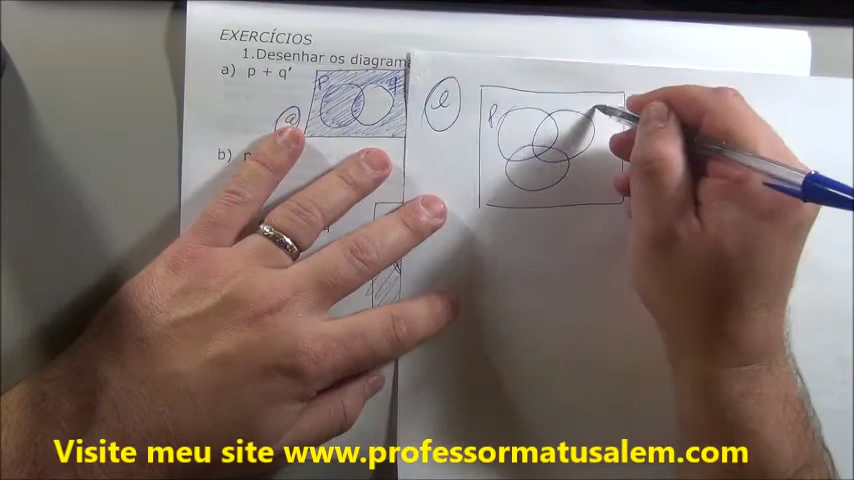 EXERCÍCIOS
1.Desenhar os diagrama
a) p + q'
p q
a
b)
e
p
Visite meu site www.professormatusalem.com